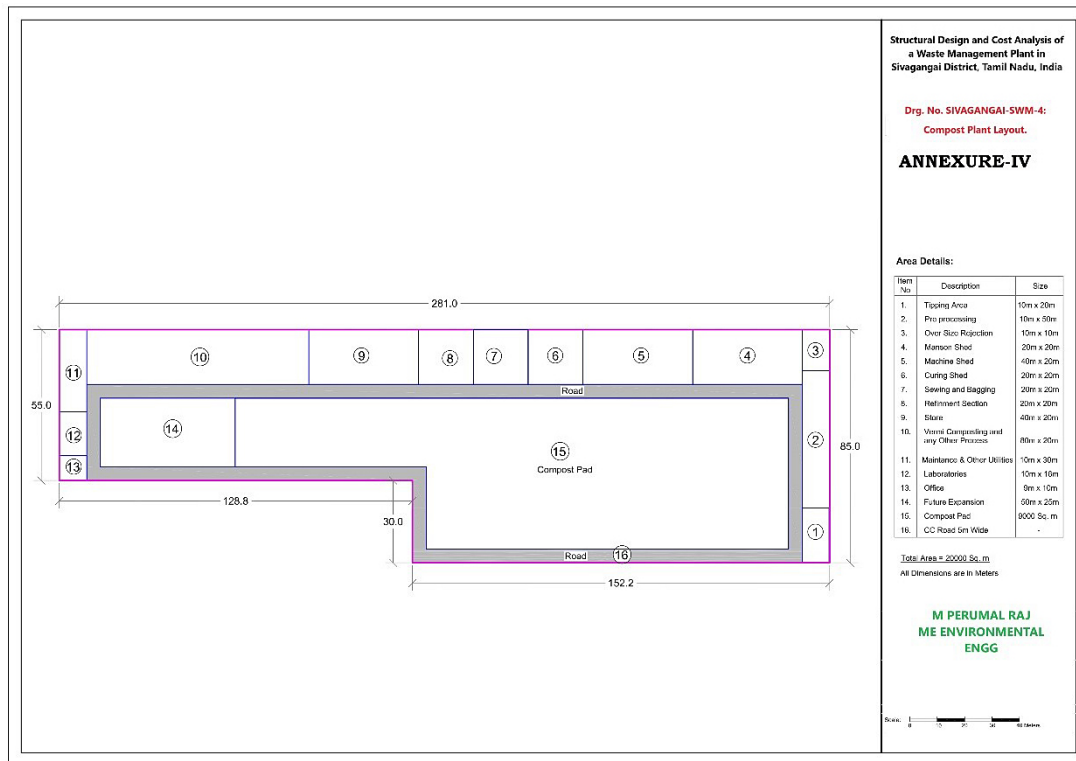 Structural Design and Cost Analysis of
a Waste Management Plant in
Sivagangai District, Tamil Nadu, India
Drg. No. SIVAGANGAI-SWM-4:
Compost Plant Layout.
ANNEXURE-IV
281.0
10
9
8
7
6
5
4
3
11
55.0
Road
12
14
15
Compost Pad
2
85.0
13
128.8
30.0
1
Road
16
152.2
Area Details:
Item No Description Size
1. Tipping Area 10m x 20m
2. Pre processing 10m x 50m
3. Over Size Rejection 10m x 10m
4. Manson Shed 20m x 20m
5. Machine Shed 40m x 20m
6. Curing Shed 20m x 20m
7. Sewing and Bagging 20m x 20m
8. Refinment Section 20m x 20m
9. Store 40m x 20m
10. Vermi Composting and
any Other Process 80m x 20m
11. Maintance & Other Utilities 10m x 30m
12. Laboratories 10m x 16m
13. Office 9m x 10m
14. Future Expansion 50m x 25m
15. Compost Pad 9000 Sq. m
16. CC Road 5m Wide -
Total Area = 20000 Sq. m
All Dimensions are in Meters
M PERUMAL RAJ
ME ENVIRONMENTAL
ENGG
Scale: 0 10 20 30 40 Meters